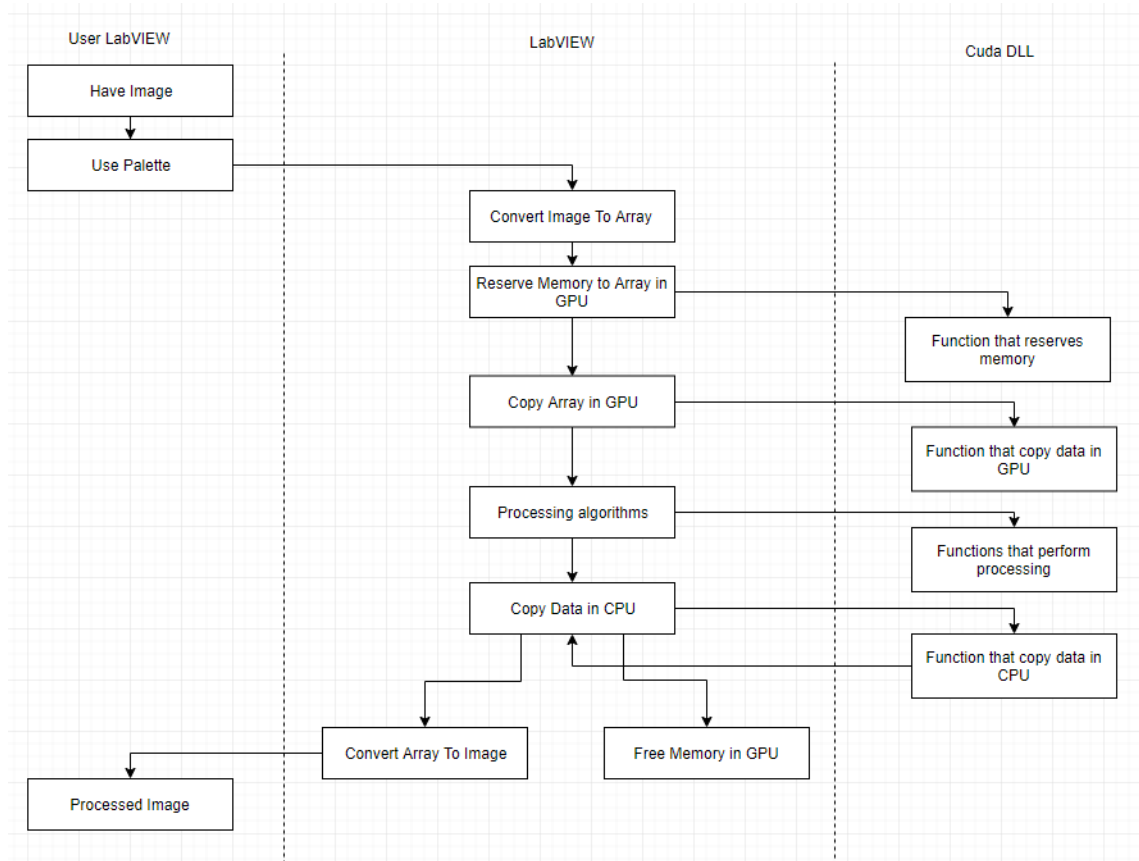 User LabVIEW
LabVIEW
Cuda DLL
Have Image
Use Palette
Convert Image To Array
Reserve Memory to Array in
GPU
Function that reserves
memory
Copy Array in GPU
Function that copy data in
GPU
Processing algorithms
Functions that perform
processing
Copy Data in CPU
Function that copy data in
CPU
Convert Array To Image
Free Memory in GPU
Processed Image